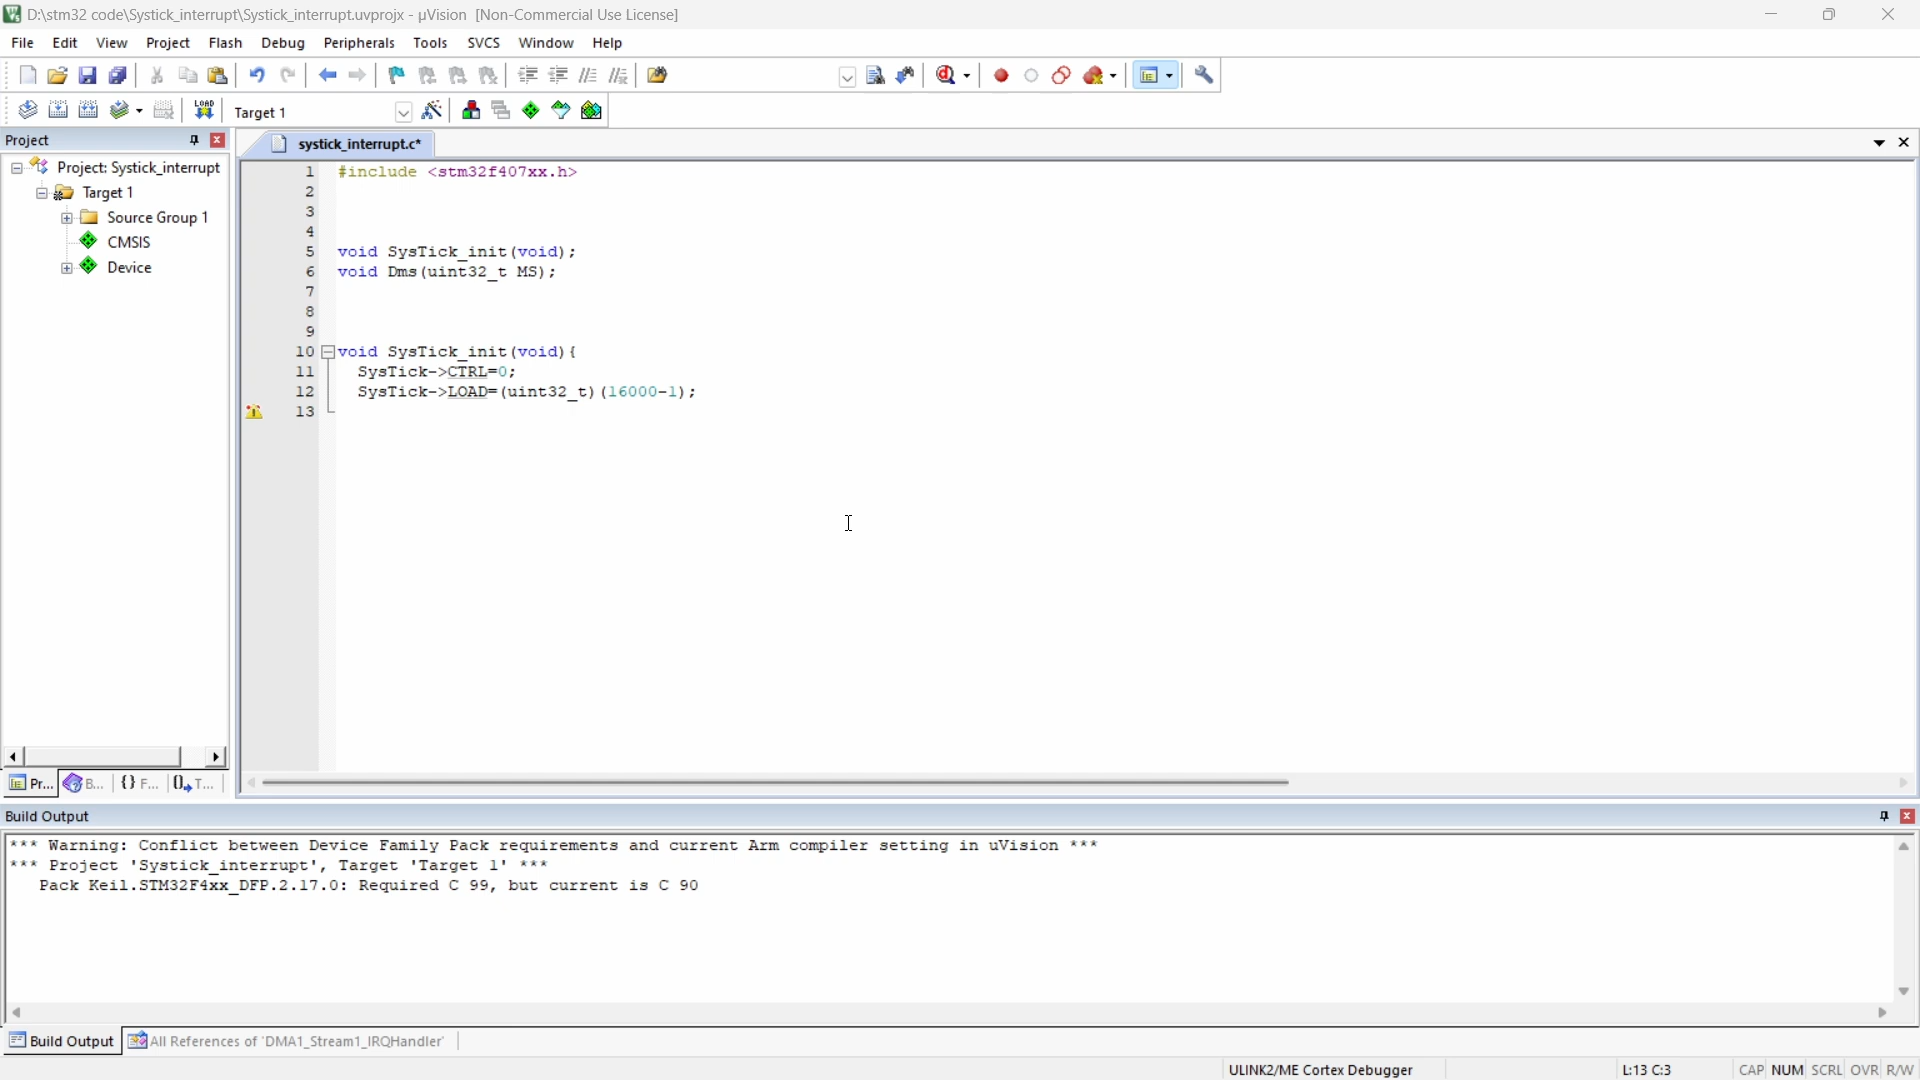 D:\stm32 code\Systick_interrupt\Systick_interrupt.uvprojx - µVision [Non-Commercial Use License]
File Edit View Project Flash Debug Peripherals Tools SVCS Window Help
LOAD Target 1
Project
systick_interrupt.c*
Project: Systick_interrupt
Target 1
Source Group 1
CMSIS
Device
1 #include <stm32f407xx.h>
2
3
4
5 void SysTick_init(void);
6 void Dms(uint32_t MS);
7
8
9
10 void SysTick_init(void){
11 SysTick->CTRL=0;
12 SysTick->LOAD=(uint32_t)(16000-1);
13
Pr... B... {} F... 0→ T...
Build Output
*** Warning: Conflict between Device Family Pack requirements and current Arm compiler setting in uVision ***
*** Project 'Systick_interrupt', Target 'Target 1' ***
Pack Keil.STM32F4xx_DFP.2.17.0: Required C 99, but current is C 90
Build Output All References of 'DMA1_Stream1_IRQHandler'
ULINK2/ME Cortex Debugger L:13 C:3 CAP NUM SCRL OVR R/W